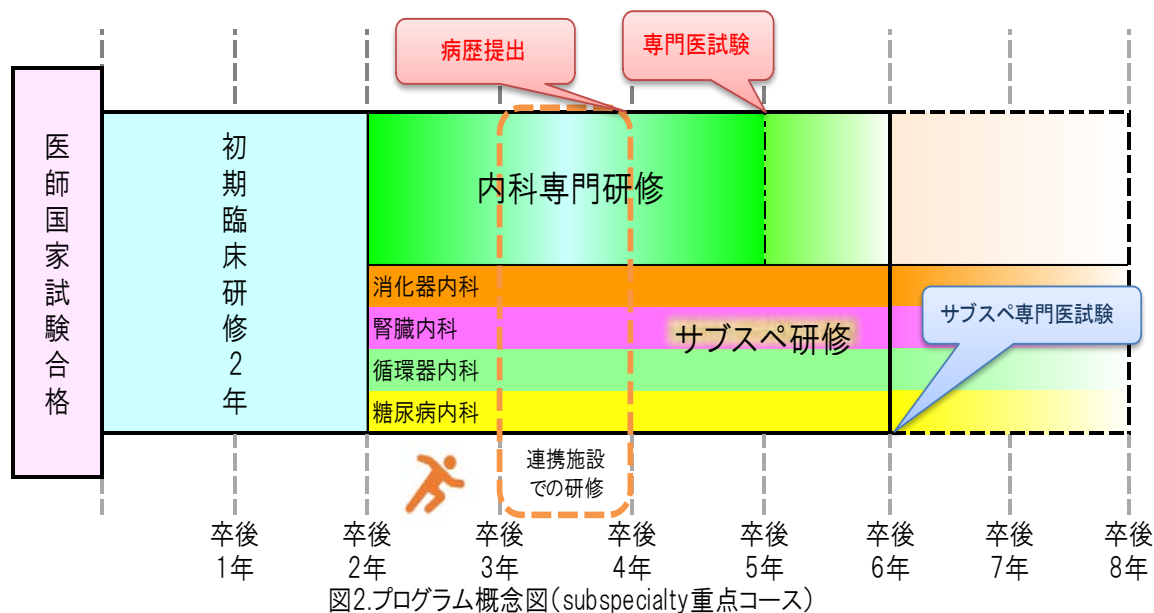 病歴提出
専門医試験
医師国家試験合格
初期臨床研修2年
内科専門研修
消化器内科
腎臓内科
循環器内科
糖尿病内科
サブスペ研修
サブスペ専門医試験
連携施設
での研修
卒後
1年
卒後
2年
卒後
3年
卒後
4年
卒後
5年
卒後
6年
卒後
7年
卒後
8年
図2.プログラム概念図(subspecialty重点コース)